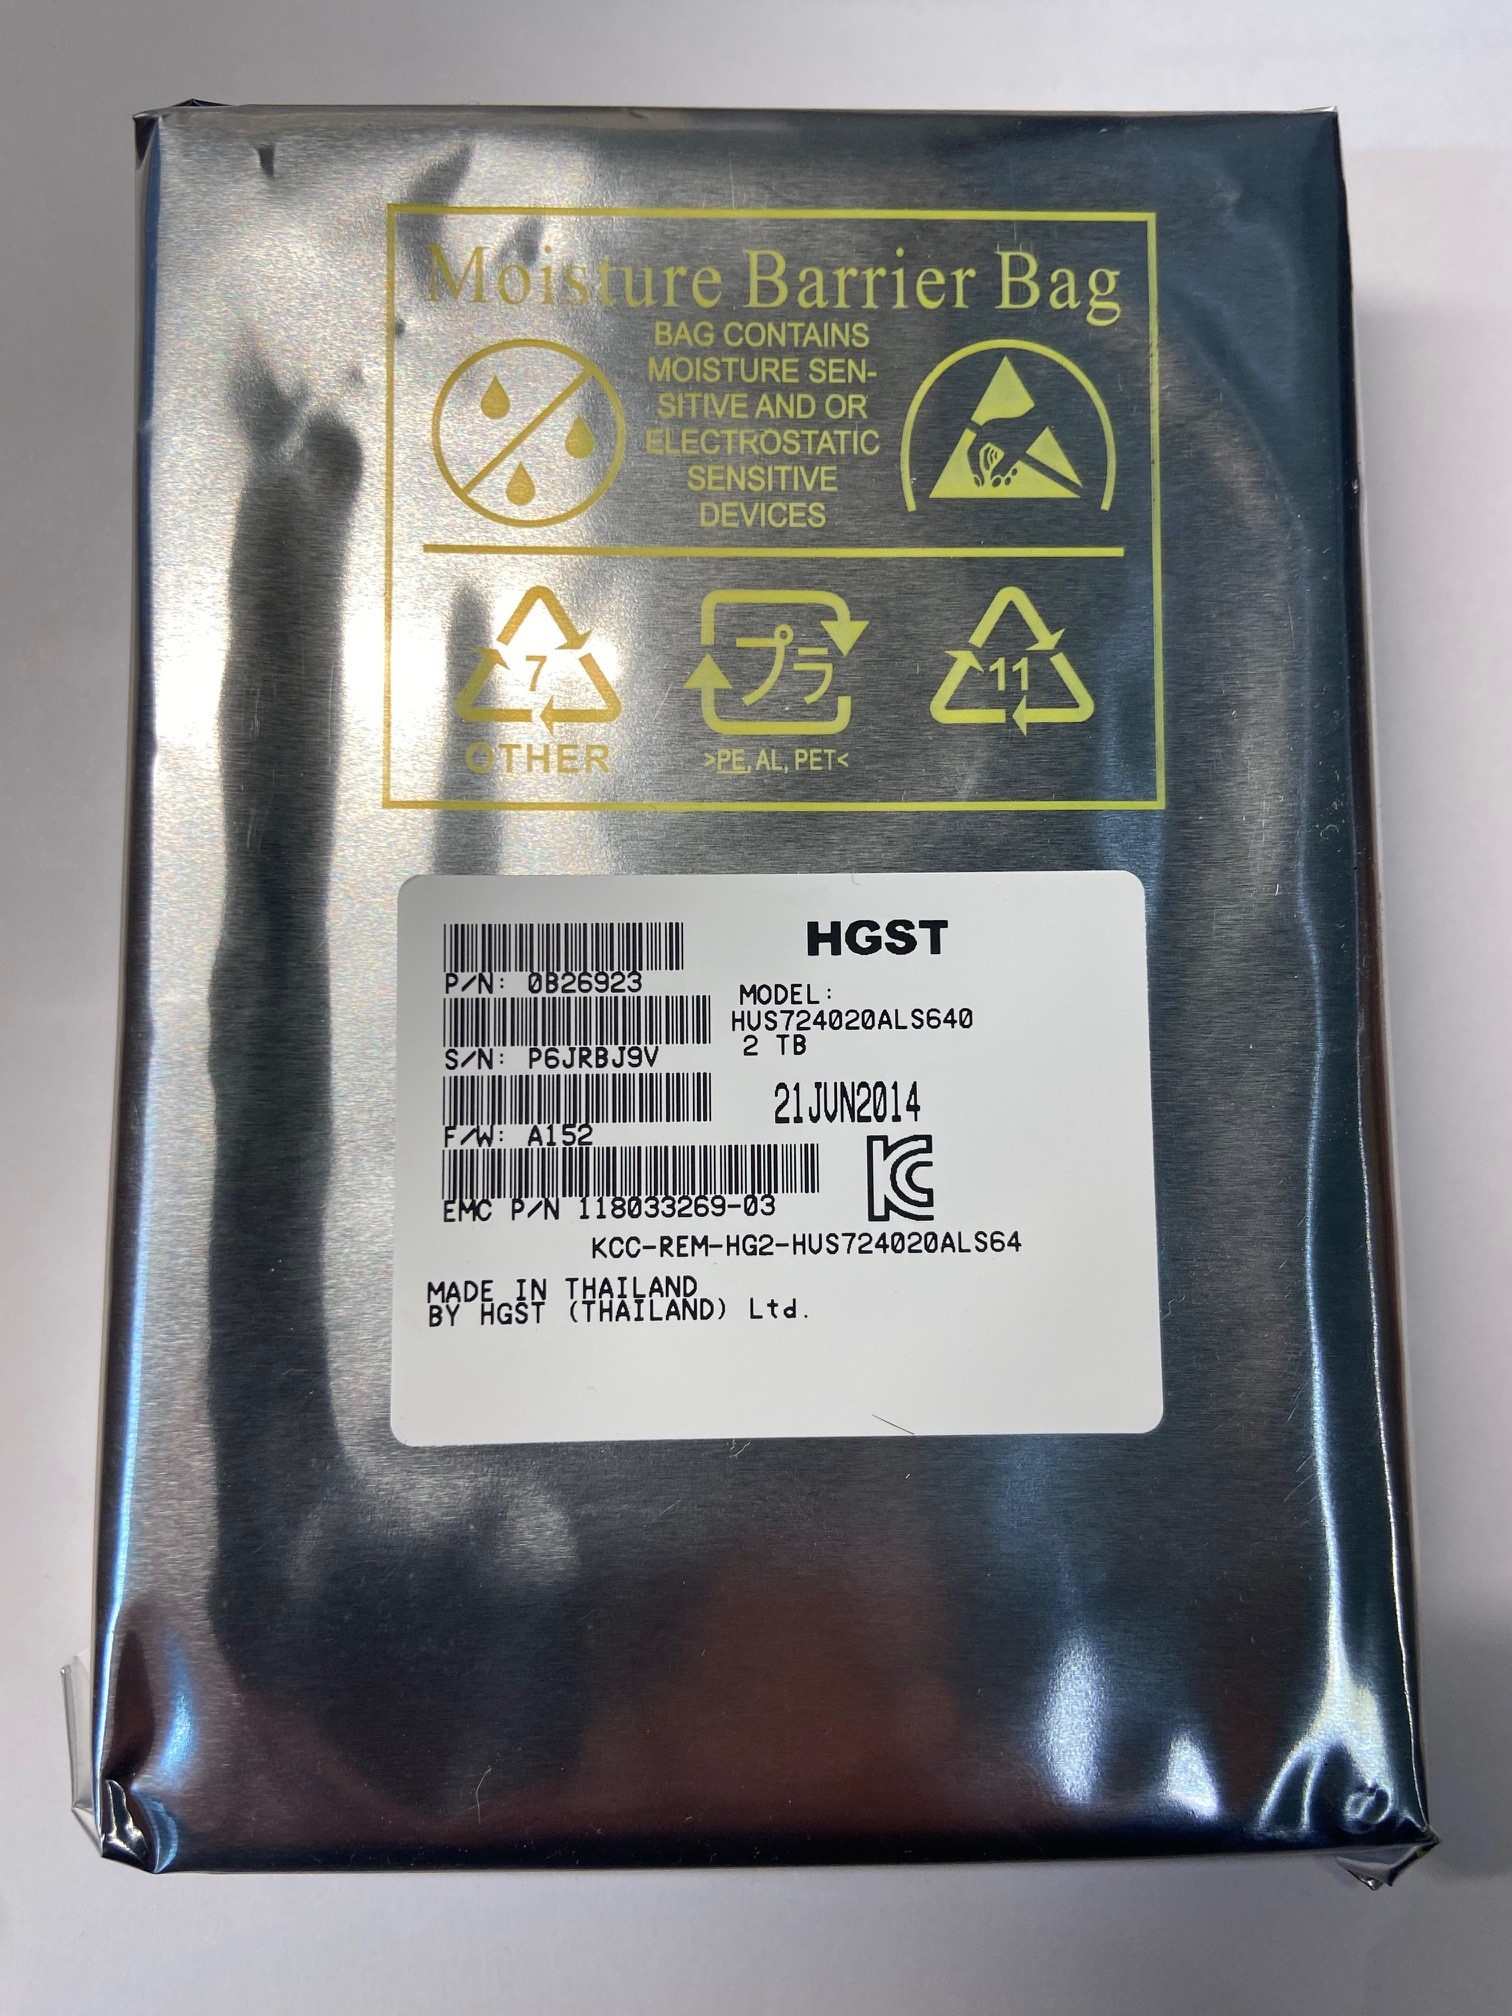 Moisture Barrier Bag
BAG CONTAINS
MOISTURE SEN-
SITIVE AND OR
ELECTROSTATIC
SENSITIVE
DEVICES
7
OTHER
プラ
>PE, AL, PET<
11
HGST
P/N: 0B26923
MODEL:
HUS724020ALS640
2 TB
S/N: P6JRBJ9V
21JUN2014
F/W: A152
EMC P/N 118033269-03
KCC-REM-HG2-HUS724020ALS64
MADE IN THAILAND
BY HGST (THAILAND) Ltd.